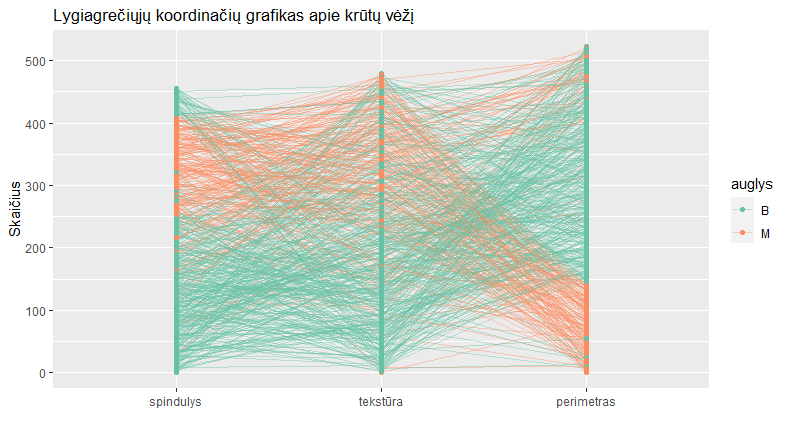 Lygiagrečiųjų koordinačių grafikas apie krūtų vėžį
Skaičius
500
400
300
200
100
0
spindulys
tekstūra
perimetras
auglys
B
M